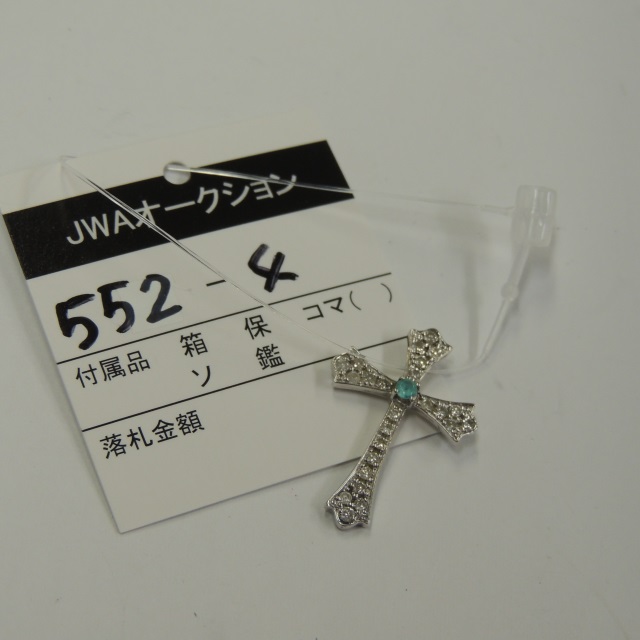 JWAオークション
552-4
付属品 箱 保 コマ( )
ソ 鑑
落札金額